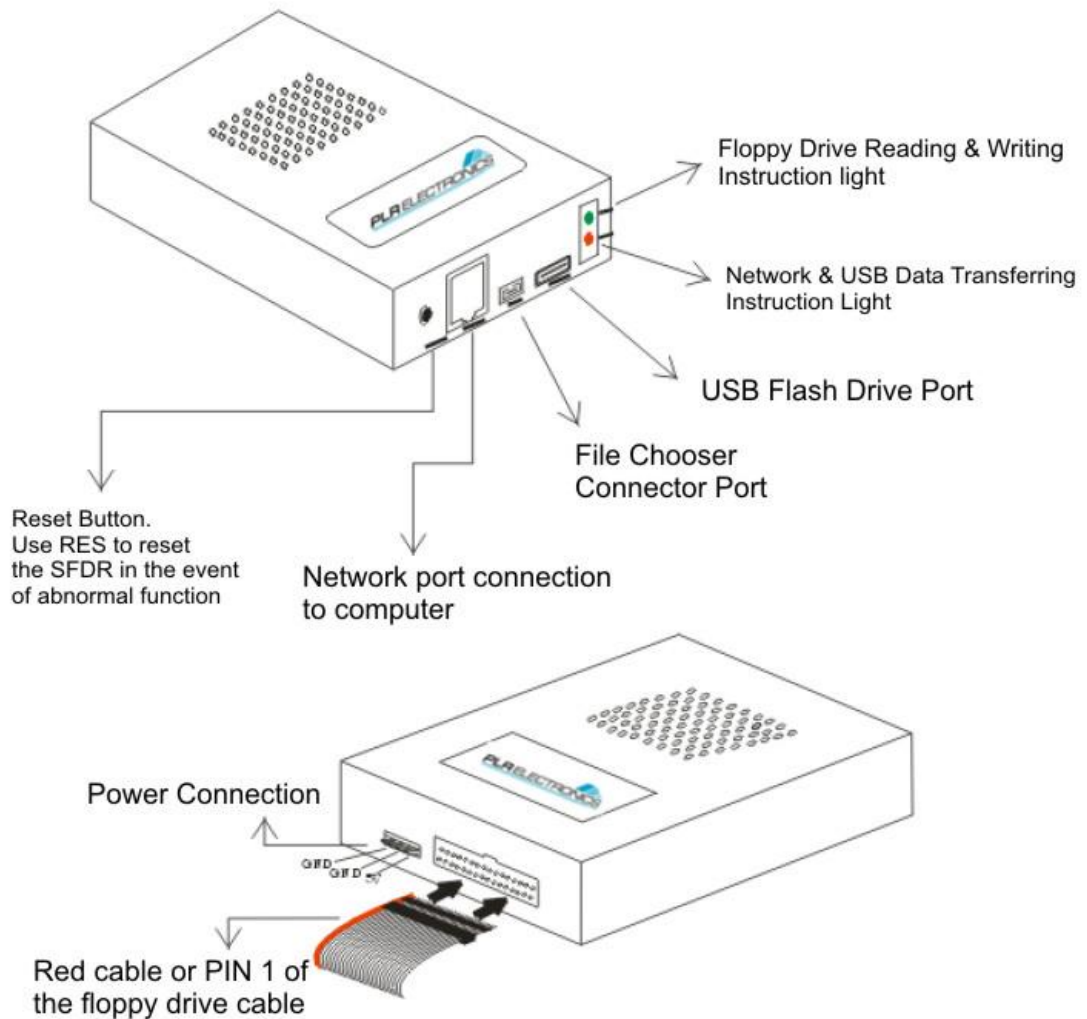 PLR ELECTRONICS
Floppy Drive Reading & Writing
Instruction light
Network & USB Data Transferring
Instruction Light
USB Flash Drive Port
File Chooser
Connector Port
Reset Button.
Use RES to reset
the SFDR in the event
of abnormal function
Network port connection
to computer
PLR ELECTRONICS
Power Connection
GND
GND
5V
Red cable or PIN 1 of
the floppy drive cable